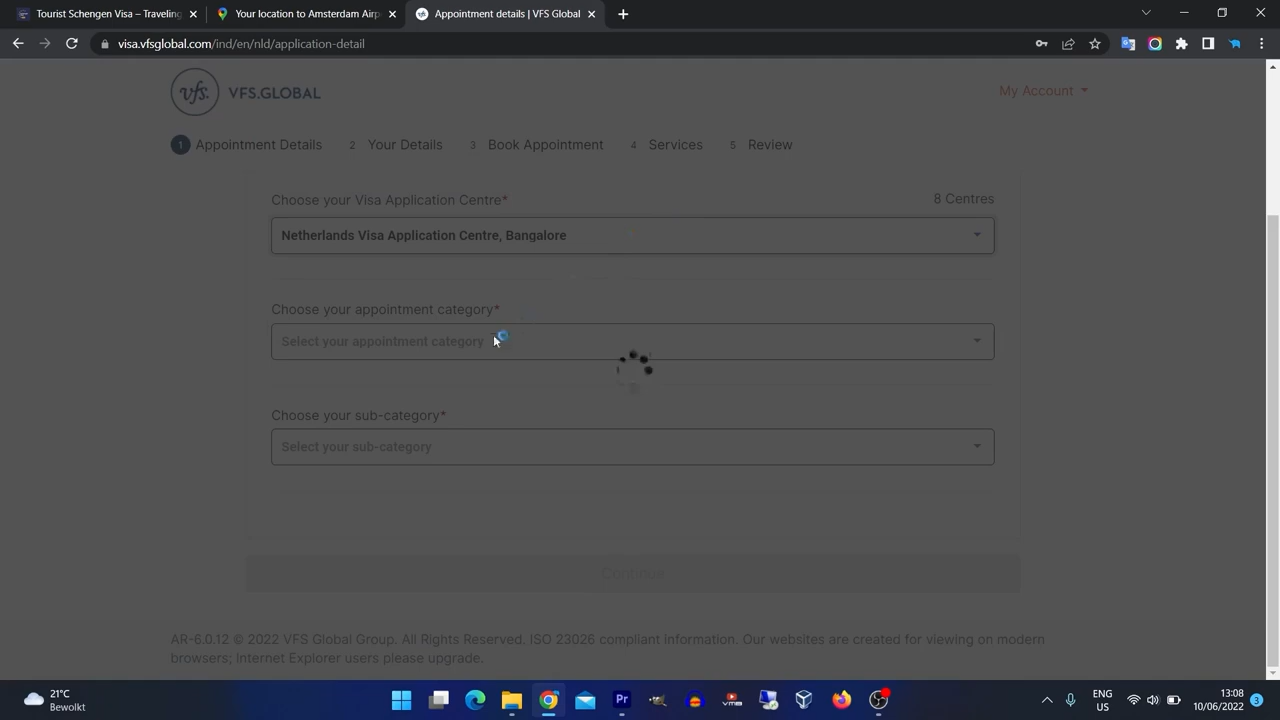 Tourist Schengen Visa – Traveling
Your location to Amsterdam Airp
Appointment details | VFS Global
visa.vfsglobal.com/ind/en/nld/application-detail
vfs. VFS.GLOBAL
My Account
1 Appointment Details 2 Your Details 3 Book Appointment 4 Services 5 Review
Choose your Visa Application Centre* 8 Centres
Netherlands Visa Application Centre, Bangalore
Choose your appointment category*
Select your appointment category
Choose your sub-category*
Select your sub-category
Continue
AR-6.0.12 © 2022 VFS Global Group. All Rights Reserved. ISO 23026 compliant information. Our websites are created for viewing on modern
browsers; Internet Explorer users please upgrade.
21°C
Bewolkt
Pr
ENG
US
13:08
10/06/2022
3